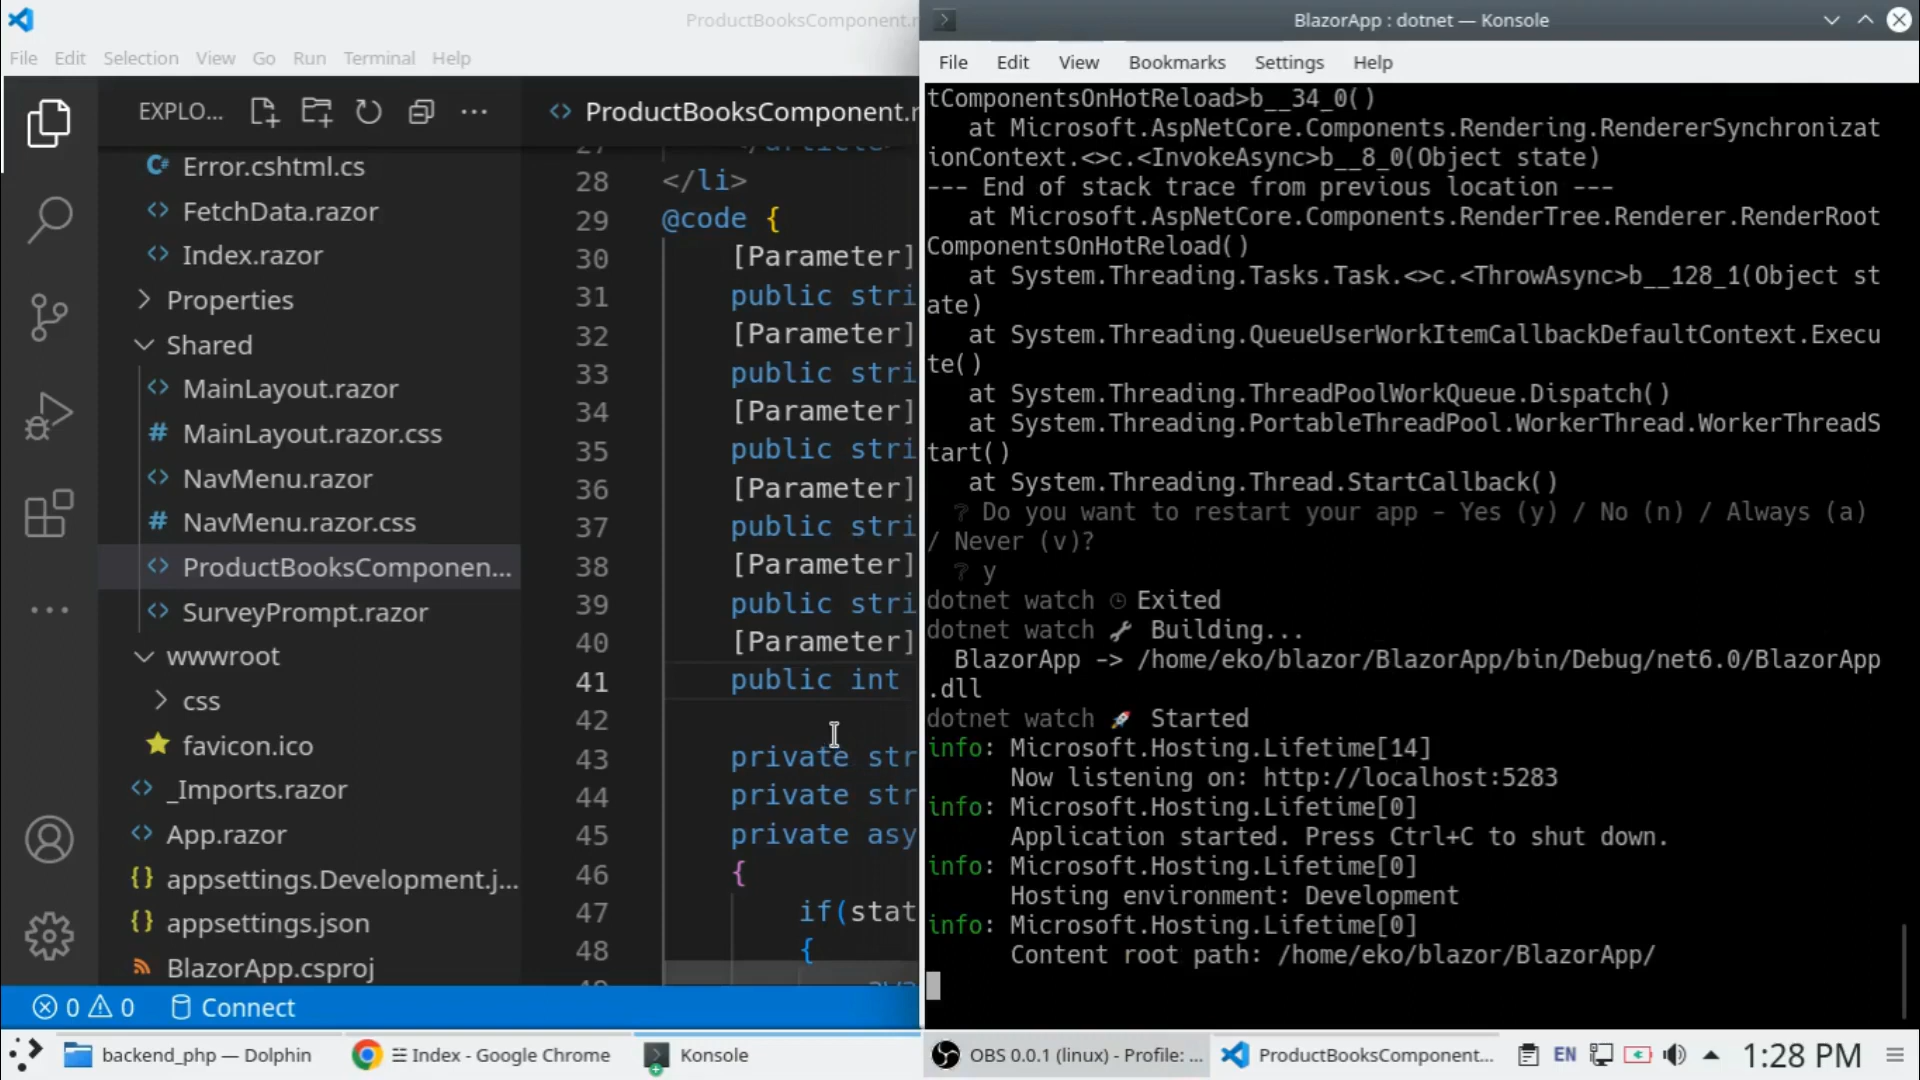 ProductBooksComponent.r
File Edit Selection View Go Run Terminal Help
EXPLO...
Error.cshtml.cs
FetchData.razor
Index.razor
Properties
Shared
MainLayout.razor
MainLayout.razor.css
NavMenu.razor
NavMenu.razor.css
ProductBooksComponen...
SurveyPrompt.razor
wwwroot
css
favicon.ico
_Imports.razor
App.razor
appsettings.Development.j...
appsettings.json
BlazorApp.csproj
0 0 Connect
ProductBooksComponent.r
27 </article>
28 </li>
29 @code {
30 [Parameter]
31 public stri
32 [Parameter]
33 public stri
34 [Parameter]
35 public stri
36 [Parameter]
37 public stri
38 [Parameter]
39 public stri
40 [Parameter]
41 public int
42
43 private str
44 private str
45 private asy
46 {
47 if(stat
48 {
BlazorApp : dotnet — Konsole
File Edit View Bookmarks Settings Help
tComponentsOnHotReload>b__34_0()
at Microsoft.AspNetCore.Components.Rendering.RendererSynchronizat
ionContext.<>c.<InvokeAsync>b__8_0(Object state)
--- End of stack trace from previous location ---
at Microsoft.AspNetCore.Components.RenderTree.Renderer.RenderRoot
ComponentsOnHotReload()
at System.Threading.Tasks.Task.<>c.<ThrowAsync>b__128_1(Object st
ate)
at System.Threading.QueueUserWorkItemCallbackDefaultContext.Execu
te()
at System.Threading.ThreadPoolWorkQueue.Dispatch()
at System.Threading.PortableThreadPool.WorkerThread.WorkerThreadS
tart()
at System.Threading.Thread.StartCallback()
? Do you want to restart your app - Yes (y) / No (n) / Always (a)
/ Never (v)?
? y
dotnet watch Exited
dotnet watch Building...
BlazorApp -> /home/eko/blazor/BlazorApp/bin/Debug/net6.0/BlazorApp
.dll
dotnet watch Started
info: Microsoft.Hosting.Lifetime[14]
Now listening on: http://localhost:5283
info: Microsoft.Hosting.Lifetime[0]
Application started. Press Ctrl+C to shut down.
info: Microsoft.Hosting.Lifetime[0]
Hosting environment: Development
info: Microsoft.Hosting.Lifetime[0]
Content root path: /home/eko/blazor/BlazorApp/
backend_php — Dolphin
Index - Google Chrome
Konsole
OBS 0.0.1 (linux) - Profile: ...
ProductBooksComponent...
EN
1:28 PM